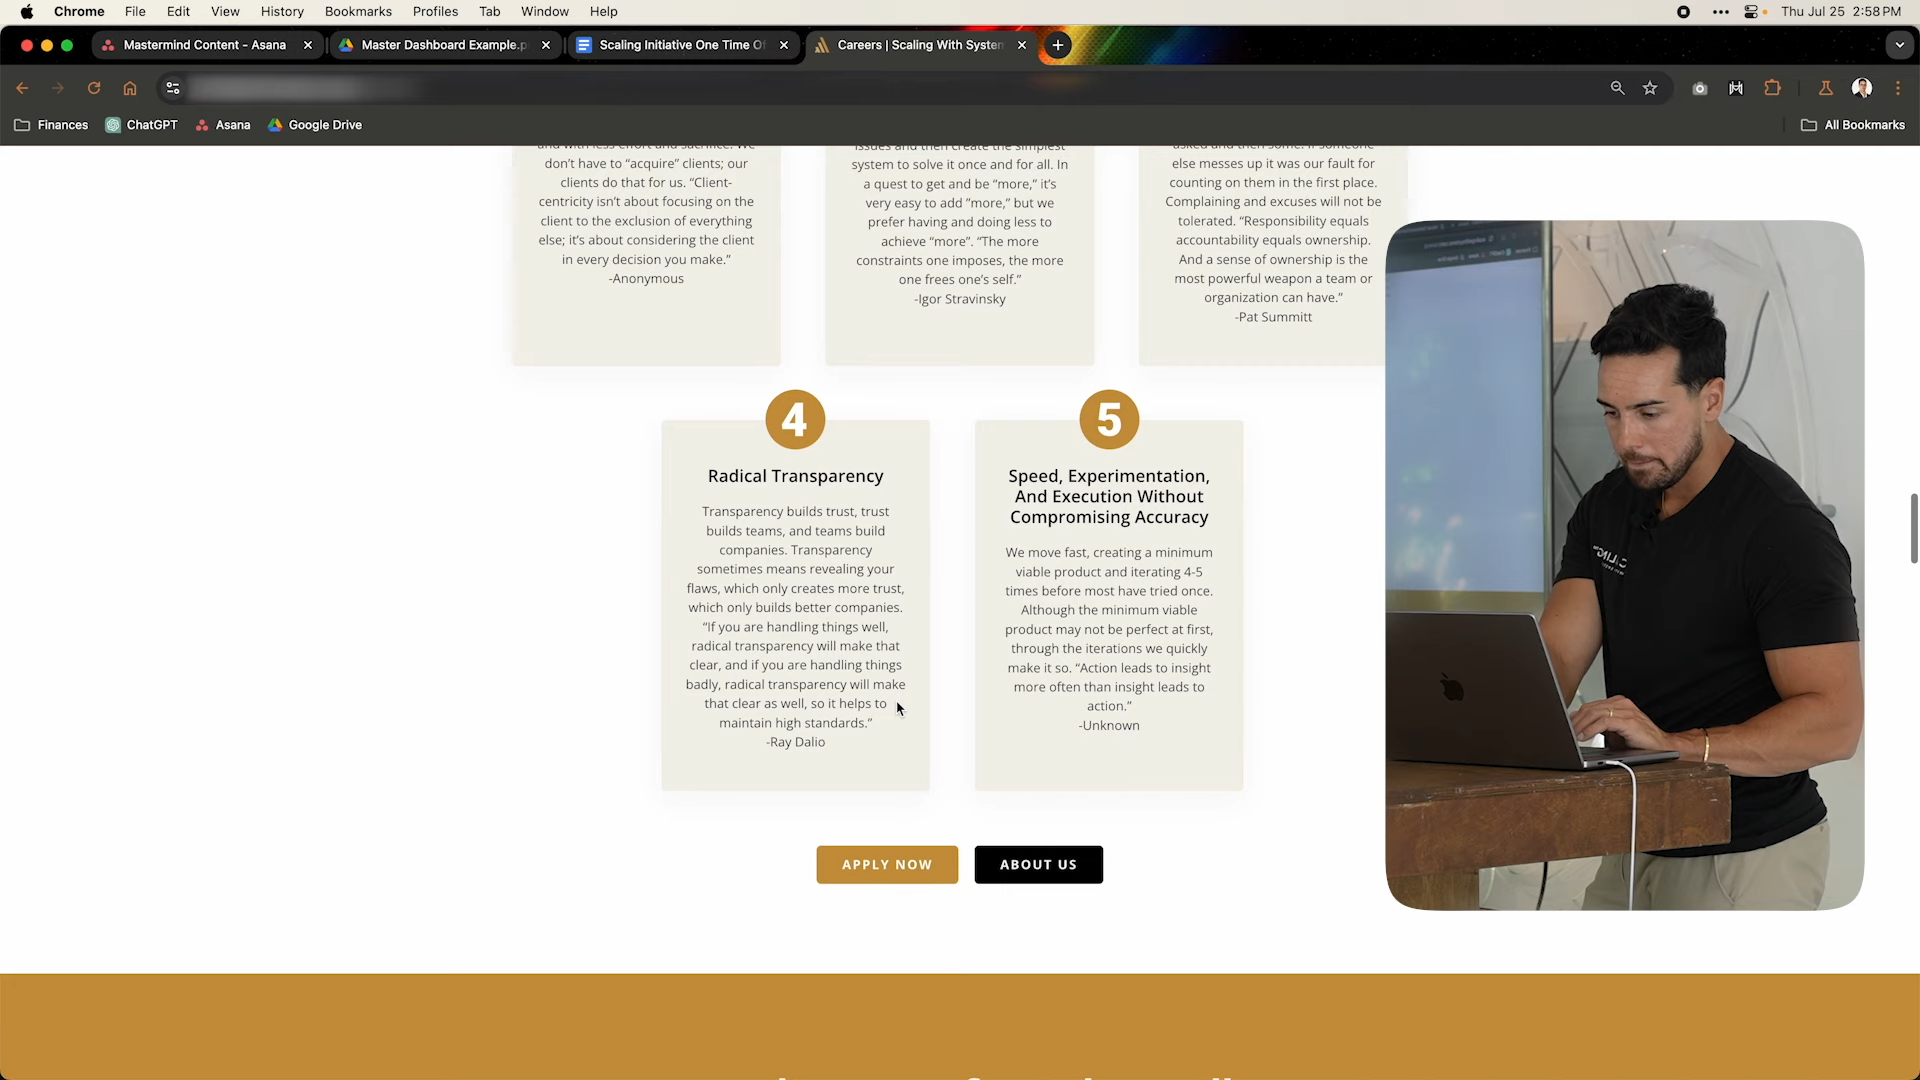 Chrome File Edit View History Bookmarks Profiles Tab Window Help
Thu Jul 25 2:58 PM
Mastermind Content - Asana
Master Dashboard Example.p
Scaling Initiative One Time Of
Careers | Scaling With System
Finances ChatGPT Asana Google Drive
All Bookmarks
don't have to “acquire” clients; our
clients do that for us. “Client-
centricity isn't about focusing on the
client to the exclusion of everything
else; it's about considering the client
in every decision you make.”
-Anonymous
issues and then create the simplest
system to solve it once and for all. In
a quest to get and be “more,” it's
very easy to add “more,” but we
prefer having and doing less to
achieve “more”. “The more
constraints one imposes, the more
one frees one's self.”
-Igor Stravinsky
else messes up it was our fault for
counting on them in the first place.
Complaining and excuses will not be
tolerated. “Responsibility equals
accountability equals ownership.
And a sense of ownership is the
most powerful weapon a team or
organization can have.”
-Pat Summitt
4
Radical Transparency
Transparency builds trust, trust
builds teams, and teams build
companies. Transparency
sometimes means revealing your
flaws, which only creates more trust,
which only builds better companies.
“If you are handling things well,
radical transparency will make that
clear, and if you are handling things
badly, radical transparency will make
that clear as well, so it helps to
maintain high standards.”
-Ray Dalio
5
Speed, Experimentation,
And Execution Without
Compromising Accuracy
We move fast, creating a minimum
viable product and iterating 4-5
times before most have tried once.
Although the minimum viable
product may not be perfect at first,
through the iterations we quickly
make it so. “Action leads to insight
more often than insight leads to
action.”
-Unknown
APPLY NOW
ABOUT US